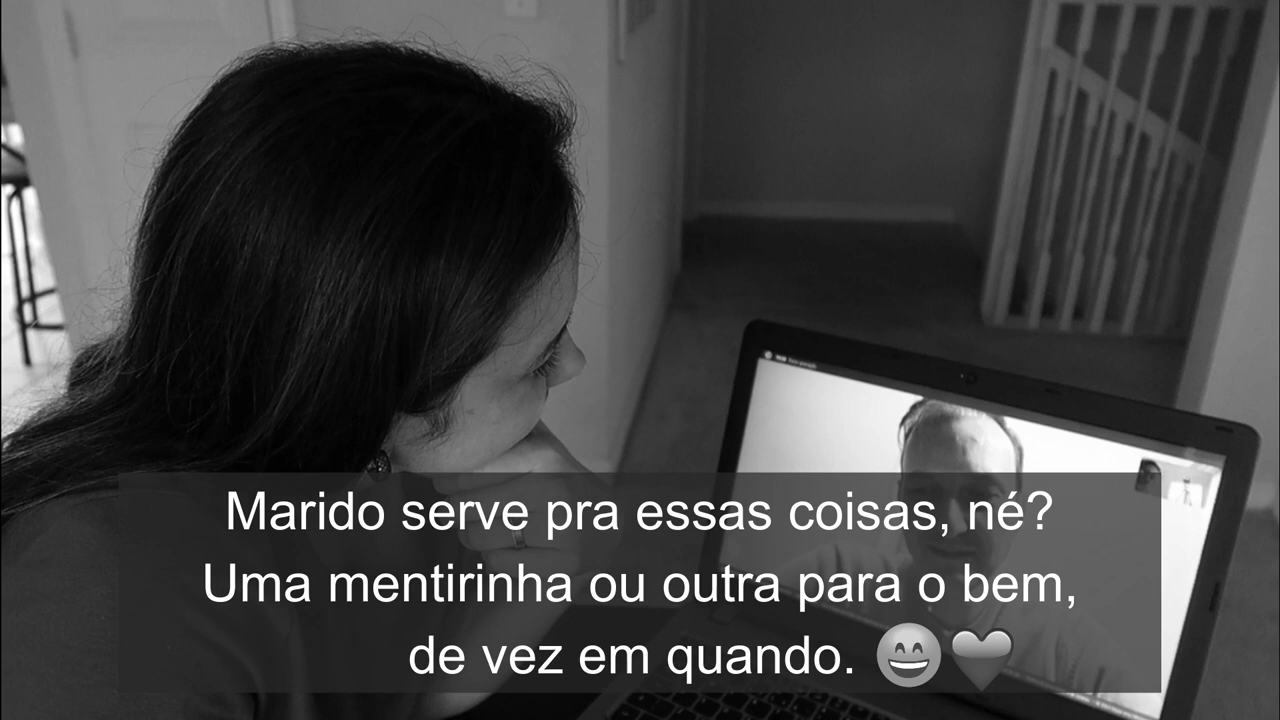 Marido serve pra essas coisas, né?
Uma mentirinha ou outra para o bem,
de vez em quando. 😄❤️